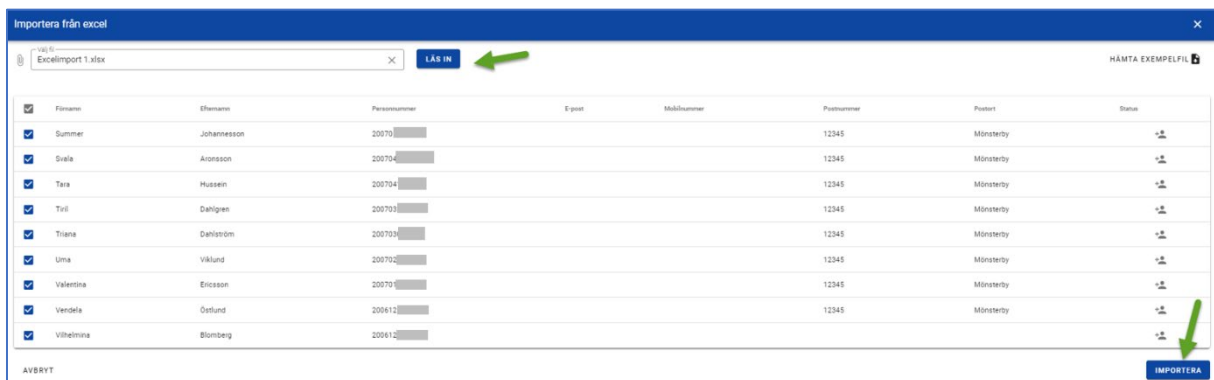 Importera från excel
Välj fil
Excelimport 1.xlsx LÄS IN HÄMTA EXEMPELFIL
Förnamn Efternamn Personnummer E-post Mobilnummer Postnummer Postort Status
Summer Johannesson 20070 12345 Mönsterby
Svala Aronsson 200704 12345 Mönsterby
Tara Hussein 200704 12345 Mönsterby
Tiril Dahlgren 200703 12345 Mönsterby
Triana Dahlström 200703 12345 Mönsterby
Uma Viklund 200702 12345 Mönsterby
Valentina Ericsson 200701 12345 Mönsterby
Vendela Östlund 200612 12345 Mönsterby
Vilhelmina Blomberg 200612
AVBRYT IMPORTERA